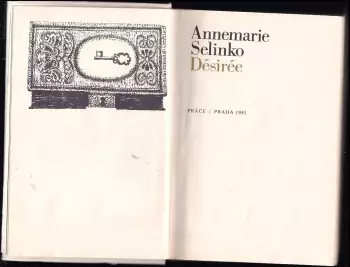 Annemarie
Selinko
Désirée
PRÁCE / PRAHA 1981